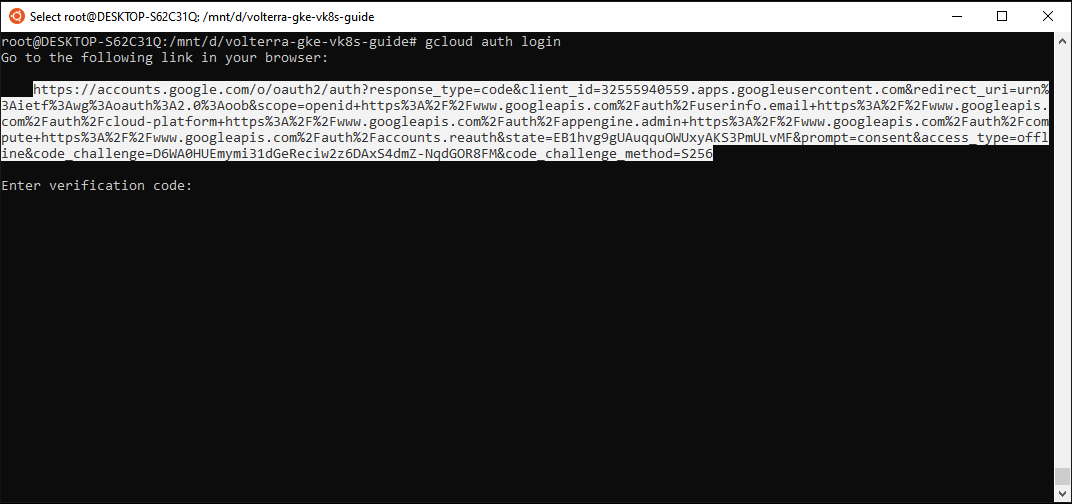 Select root@DESKTOP-S62C31Q: /mnt/d/volterra-gke-vk8s-guide
root@DESKTOP-S62C31Q:/mnt/d/volterra-gke-vk8s-guide# gcloud auth login
Go to the following link in your browser:
https://accounts.google.com/o/oauth2/auth?response_type=code&client_id=32555940559.apps.googleusercontent.com&redirect_uri=urn%
3Aietf%3Awg%3Aoauth%3A2.0%3Aoob&scope=openid+https%3A%2F%2Fwww.googleapis.com%2Fauth%2Fuserinfo.email+https%3A%2F%2Fwww.googleapis.
com%2Fauth%2Fcloud-platform+https%3A%2F%2Fwww.googleapis.com%2Fauth%2Fappengine.admin+https%3A%2F%2Fwww.googleapis.com%2Fauth%2Fcom
pute+https%3A%2F%2Fwww.googleapis.com%2Fauth%2Faccounts.reauth&state=EB1hvg9gUAuqquOWUxyAKS3PmULvMF&prompt=consent&access_type=offl
ine&code_challenge=D6WA0HUEmymi31dGeReciw2z6DAxS4dmZ-NqdGOR8FM&code_challenge_method=S256
Enter verification code: